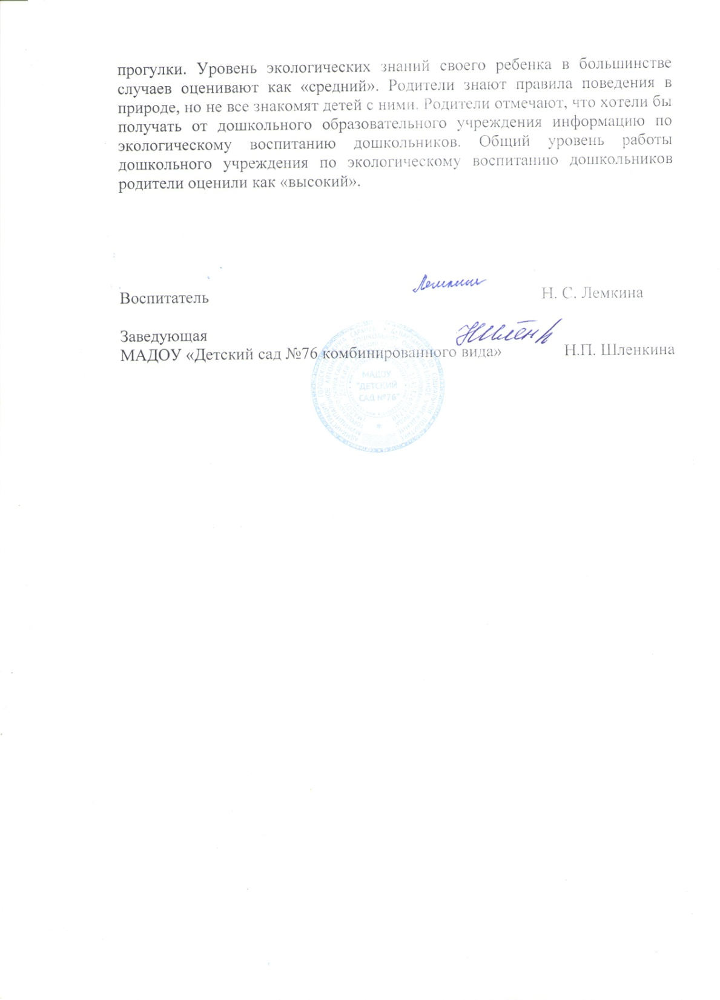 прогулки. Уровень экологических знаний своего ребенка в большинстве
случаев оценивают как «средний». Родители знают правила поведения в
природе, но не все знакомят детей с ними. Родители отмечают, что хотели бы
получать от дошкольного образовательного учреждения информацию по
экологическому воспитанию дошкольников. Общий уровень работы
дошкольного учреждения по экологическому воспитанию дошкольников
родители оценили как «высокий».
Воспитатель Н. С. Лемкина
Заведующая
МАДОУ «Детский сад №76 комбинированного вида» Н.П. Шленкина
МАДОУ
"ДЕТСКИЙ
САД №76"